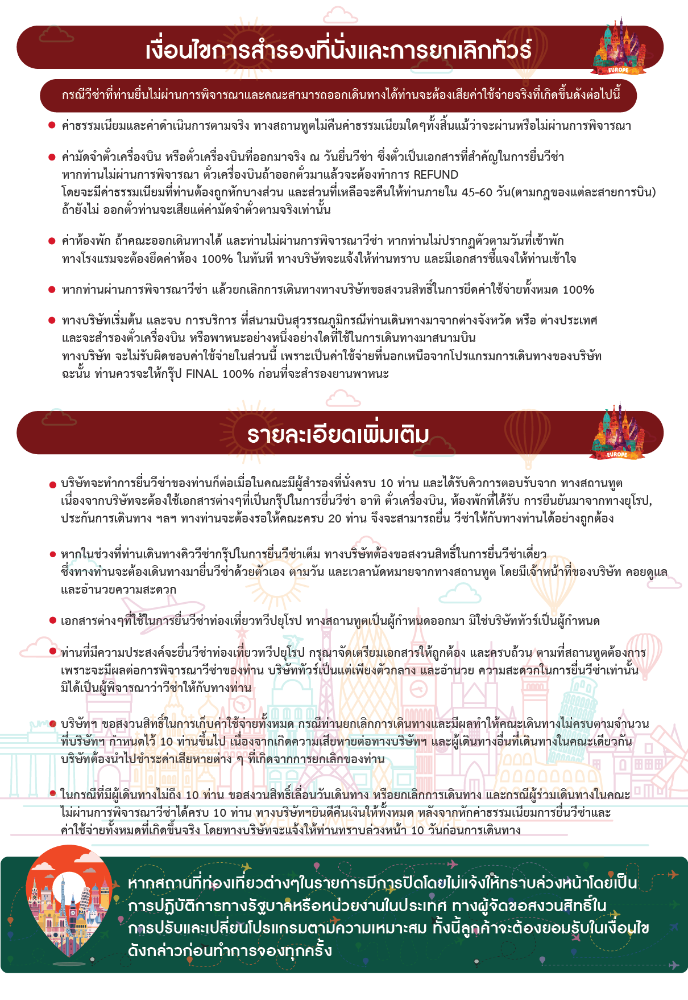 เงื่อนไขการสำรองที่นั่งและการยกเลิกทัวร์
EUROPE
กรณีวีซ่าที่ท่านยื่นไม่ผ่านการพิจารณาและคณะสามารถออกเดินทางได้ท่านจะต้องเสียค่าใช้จ่ายจริงที่เกิดขึ้นดังต่อไปนี้
ค่าธรรมเนียมและค่าดำเนินการตามจริง ทางสถานทูตไม่คืนค่าธรรมเนียมใดๆทั้งสิ้นแม้ว่าจะผ่านหรือไม่ผ่านการพิจารณา
ค่ามัดจำตั๋วเครื่องบิน หรือตั๋วเครื่องบินที่ออกมาจริง ณ วันยื่นวีซ่า ซึ่งตั๋วเป็นเอกสารที่สำคัญในการยื่นวีซ่า
หากท่านไม่ผ่านการพิจารณา ตั๋วเครื่องบินถ้าออกตั๋วมาแล้วจะต้องทำการ REFUND
โดยจะมีค่าธรรมเนียมที่ท่านต้องถูกหักบางส่วน และส่วนที่เหลือจะคืนให้ท่านภายใน 45-60 วัน(ตามกฎของแต่ละสายการบิน)
ถ้ายังไม่ ออกตั๋วท่านจะเสียแต่ค่ามัดจำตั๋วตามจริงเท่านั้น
ค่าห้องพัก ถ้าคณะออกเดินทางได้ และท่านไม่ผ่านการพิจารณาวีซ่า หากท่านไม่ปรากฏตัวตามวันที่เข้าพัก
ทางโรงแรมจะต้องยึดค่าห้อง 100% ในทันที ทางบริษัทจะแจ้งให้ท่านทราบ และมีเอกสารชี้แจงให้ท่านเข้าใจ
หากท่านผ่านการพิจารณาวีซ่า แล้วยกเลิกการเดินทางทางบริษัทขอสงวนสิทธิ์ในการยึดค่าใช้จ่ายทั้งหมด 100%
ทางบริษัทเริ่มต้น และจบ การบริการ ที่สนามบินสุวรรณภูมิกรณีท่านเดินทางมาจากต่างจังหวัด หรือ ต่างประเทศ
และจะสำรองตั๋วเครื่องบิน หรือพาหนะอย่างหนึ่งอย่างใดที่ใช้ในการเดินทางมาสนามบิน
ทางบริษัท จะไม่รับผิดชอบค่าใช้จ่ายในส่วนนี้ เพราะเป็นค่าใช้จ่ายที่นอกเหนือจากโปรแกรมการเดินทางของบริษัท
ฉะนั้น ท่านควรจะให้กรุ๊ป FINAL 100% ก่อนที่จะสำรองยานพาหนะ
รายละเอียดเพิ่มเติม
EUROPE
บริษัทจะทำการยื่นวีซ่าของท่านก็ต่อเมื่อในคณะมีผู้สำรองที่นั่งครบ 10 ท่าน และได้รับคิวการตอบรับจาก ทางสถานทูต
เนื่องจากบริษัทจะต้องใช้เอกสารต่างๆที่เป็นกรุ๊ปในการยื่นวีซ่า อาทิ ตั๋วเครื่องบิน, ห้องพักที่ได้รับ การยืนยันมาจากทางยุโรป,
ประกันการเดินทาง ฯลฯ ทางท่านจะต้องรอให้คณะครบ 20 ท่าน จึงจะสามารถยื่น วีซ่าให้กับทางท่านได้อย่างถูกต้อง
หากในช่วงที่ท่านเดินทางคิววีซ่ากรุ๊ปในการยื่นวีซ่าเต็ม ทางบริษัทต้องขอสงวนสิทธิ์ในการยื่นวีซ่าเดี่ยว
ซึ่งทางท่านจะต้องเดินทางมายื่นวีซ่าด้วยตัวเอง ตามวัน และเวลานัดหมายจากทางสถานทูต โดยมีเจ้าหน้าที่ของบริษัท คอยดูแล
และอำนวยความสะดวก
เอกสารต่างๆที่ใช้ในการยื่นวีซ่าท่องเที่ยวทวีปยุโรป ทางสถานทูตเป็นผู้กำหนดออกมา มิใช่บริษัททัวร์เป็นผู้กำหนด
ท่านที่มีความประสงค์จะยื่นวีซ่าท่องเที่ยวทวีปยุโรป กรุณาจัดเตรียมเอกสารให้ถูกต้อง และครบถ้วน ตามที่สถานทูตต้องการ
เพราะจะมีผลต่อการพิจารณาวีซ่าของท่าน บริษัททัวร์เป็นแต่เพียงตัวกลาง และอำนวย ความสะดวกในการยื่นวีซ่าเท่านั้น
มิได้เป็นผู้พิจารณาว่าวีซ่าให้กับทางท่าน
บริษัทฯ ขอสงวนสิทธิ์ในการเก็บค่าใช้จ่ายทั้งหมด กรณีท่านยกเลิกการเดินทางและมีผลทำให้คณะเดินทางไม่ครบตามจำนวน
ที่บริษัทฯ กำหนดไว้ 10 ท่านขึ้นไป เนื่องจากเกิดความเสียหายต่อทางบริษัทฯ และผู้เดินทางอื่นที่เดินทางในคณะเดียวกัน
บริษัทต้องนำไปชำระค่าเสียหายต่าง ๆ ที่เกิดจากการยกเลิกของท่าน
ในกรณีที่มีผู้เดินทางไม่ถึง 10 ท่าน ขอสงวนสิทธิ์เลื่อนวันเดินทาง หรือยกเลิกการเดินทาง และกรณีผู้ร่วมเดินทางในคณะ
ไม่ผ่านการพิจารณาวีซ่าได้ครบ 10 ท่าน ทางบริษัทฯยินดีคืนเงินให้ทั้งหมด หลังจากหักค่าธรรมเนียมการยื่นวีซ่าและ
WELCOME TO EUROPE
ค่าใช้จ่ายทั้งหมดที่เกิดขึ้นจริง โดยทางบริษัทจะแจ้งให้ท่านทราบล่วงหน้า 10 วันก่อนการเดินทาง
หากสถานที่ท่องเที่ยวต่างๆในรายการมีการปิดโดยไม่แจ้งให้ทราบล่วงหน้าโดยเป็น
การปฏิบัติการทางรัฐบาลหรือหน่วยงานในประเทศ ทางผู้จัดขอสงวนสิทธิ์ใน
การปรับและเปลี่ยนโปรแกรมตามความเหมาะสม ทั้งนี้ลูกค้าจะต้องยอมรับในเงื่อนไข
ดังกล่าวก่อนทำการจองทุกครั้ง